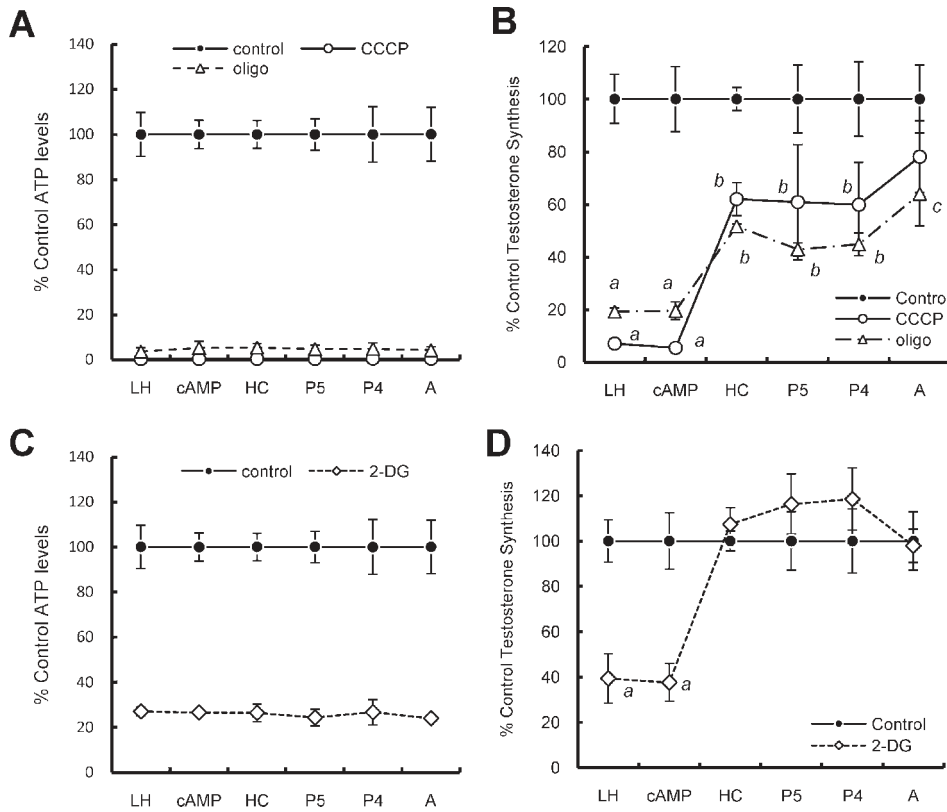 A
% Control ATP levels
140
120
100
80
60
40
20
0
control
CCCP
oligo
LH cAMP HC P5 P4 A
B
% Control Testosterone Synthesis
120
100
80
60
40
20
0
a a b b b c
a a b b b
Control
CCCP
oligo
LH cAMP HC P5 P4 A
C
% Control ATP levels
140
120
100
80
60
40
20
0
control 2-DG
LH cAMP HC P5 P4 A
D
% Control Testosterone Synthesis
140
120
100
80
60
40
20
0
a a
Control
2-DG
LH cAMP HC P5 P4 A